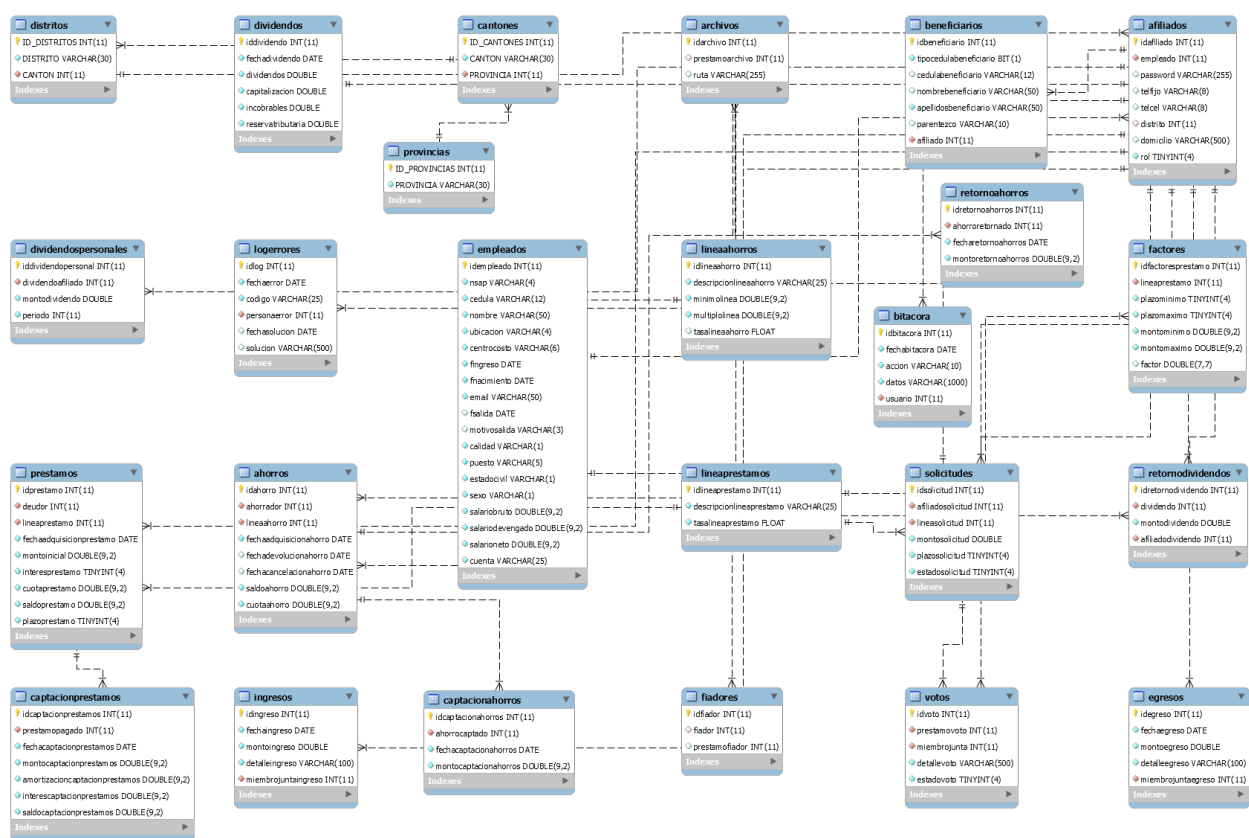 distritos
ID_DISTRITOS INT(11)
DISTRITO VARCHAR(30)
CANTON INT(11)
Indexes
dividendos
iddividendo INT(11)
fechadividendo DATE
dividendos DOUBLE
capitalizacion DOUBLE
incobrables DOUBLE
reservatributaria DOUBLE
Indexes
cantones
ID_CANTONES INT(11)
CANTON VARCHAR(30)
PROVINCIA INT(11)
Indexes
archivos
idarchivo INT(11)
prestamoarchivo INT(11)
ruta VARCHAR(255)
Indexes
beneficiarios
idbeneficiario INT(11)
tipocedulabeneficiario BIT(1)
cedulabeneficiario VARCHAR(12)
nombrebeneficiario VARCHAR(50)
apellidosbeneficiario VARCHAR(50)
parentezco VARCHAR(10)
afiliado INT(11)
Indexes
afiliados
idafiliado INT(11)
empleado INT(11)
password VARCHAR(255)
telfijo VARCHAR(8)
telcel VARCHAR(8)
distrito INT(11)
domicilio VARCHAR(500)
rol TINYINT(4)
Indexes
provincias
ID_PROVINCIAS INT(11)
PROVINCIA VARCHAR(30)
Indexes
retornoahorros
idretornoahorros INT(11)
ahorroretornado INT(11)
fecharetornoahorros DATE
montoretornoahorros DOUBLE(9,2)
Indexes
dividendospersonales
iddividendopersonal INT(11)
dividendoafiliado INT(11)
montodividendo DOUBLE
periodo INT(11)
Indexes
logerrores
idlog INT(11)
fechaerror DATE
codigo VARCHAR(25)
personaerror INT(11)
fechasolucion DATE
solucion VARCHAR(500)
Indexes
empleados
idempleado INT(11)
nsap VARCHAR(4)
cedula VARCHAR(12)
nombre VARCHAR(50)
ubicacion VARCHAR(4)
centrocosto VARCHAR(6)
fingreso DATE
fnacimiento DATE
email VARCHAR(50)
fsalida DATE
motivosalida VARCHAR(3)
calidad VARCHAR(1)
puesto VARCHAR(5)
estadocivil VARCHAR(1)
sexo VARCHAR(1)
salariobruto DOUBLE(9,2)
salariodevengado DOUBLE(9,2)
salarioneto DOUBLE(9,2)
cuenta VARCHAR(25)
Indexes
lineaahorros
idlineaahorro INT(11)
descripcionlineaahorro VARCHAR(25)
minimolinea DOUBLE(9,2)
multiplolinea DOUBLE(9,2)
tasalineaahorro FLOAT
Indexes
bitacora
idbitacora INT(11)
fechabitacora DATE
accion VARCHAR(10)
datos VARCHAR(1000)
usuario INT(11)
Indexes
factores
idfactoresprestamo INT(11)
lineaprestamo INT(11)
plazominimo TINYINT(4)
plazomaximo TINYINT(4)
montominimo DOUBLE(9,2)
montomaximo DOUBLE(9,2)
factor DOUBLE(7,7)
Indexes
prestamos
idprestamo INT(11)
deudor INT(11)
lineaprestamo INT(11)
fechaadquisicionprestamo DATE
montoinicial DOUBLE(9,2)
interesprestamo TINYINT(4)
cuotaprestamo DOUBLE(9,2)
saldoprestamo DOUBLE(9,2)
plazoprestamo TINYINT(4)
Indexes
ahorros
idahorro INT(11)
ahorrador INT(11)
lineaahorro INT(11)
fechaadquisicionahorro DATE
fechadevolucionahorro DATE
fechacancelacionahorro DATE
saldoahorro DOUBLE(9,2)
cuotaahorro DOUBLE(9,2)
Indexes
lineaprestamos
idlineaprestamo INT(11)
descripcionlineaprestamo VARCHAR(25)
tasalineaprestamo FLOAT
Indexes
solicitudes
idsolicitud INT(11)
afiliadosolicitud INT(11)
lineasolicitud INT(11)
montosolicitud DOUBLE
plazosolicitud TINYINT(4)
estadosolicitud TINYINT(4)
Indexes
retornodividendos
idretornodividendo INT(11)
dividendo INT(11)
montodividendo DOUBLE
afiliadodividendo INT(11)
Indexes
captacionprestamos
idcaptacionprestamos INT(11)
prestamopagado INT(11)
fechacaptacionprestamos DATE
montocaptacionprestamos DOUBLE(9,2)
amortizacioncaptacionprestamos DOUBLE(9,2)
interescaptacionprestamos DOUBLE(9,2)
saldocaptacionprestamos DOUBLE(9,2)
Indexes
ingresos
idingreso INT(11)
fechaingreso DATE
montoingreso DOUBLE
detalleingreso VARCHAR(100)
miembrojuntaingreso INT(11)
Indexes
captacionahorros
idcaptacionahorros INT(11)
ahorrocaptado INT(11)
fechacaptacionahorros DATE
montocaptacionahorros DOUBLE(9,2)
Indexes
fiadores
idfiador INT(11)
fiador INT(11)
prestamofiador INT(11)
Indexes
votos
idvoto INT(11)
prestamovoto INT(11)
miembrojunta INT(11)
detallevoto VARCHAR(500)
estadovoto TINYINT(4)
Indexes
egresos
idegreso INT(11)
fechaegreso DATE
montoegreso DOUBLE
detalleegreso VARCHAR(100)
miembrojuntaegreso INT(11)
Indexes